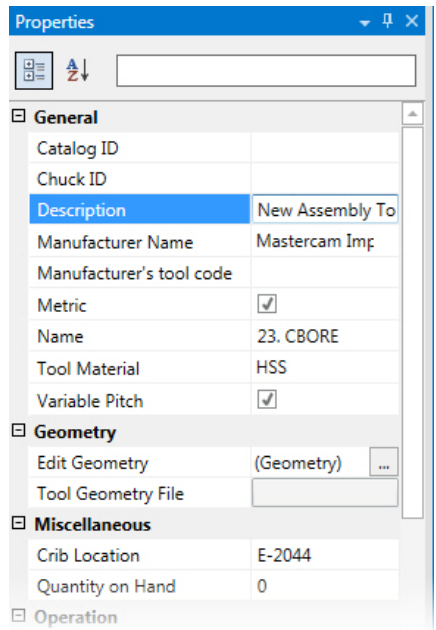 Properties
A
Z
General
Catalog ID
Chuck ID
Description New Assembly To
Manufacturer Name Mastercam Imp
Manufacturer's tool code
Metric
Name 23. CBORE
Tool Material HSS
Variable Pitch
Geometry
Edit Geometry (Geometry) ...
Tool Geometry File
Miscellaneous
Crib Location E-2044
Quantity on Hand 0
Operation